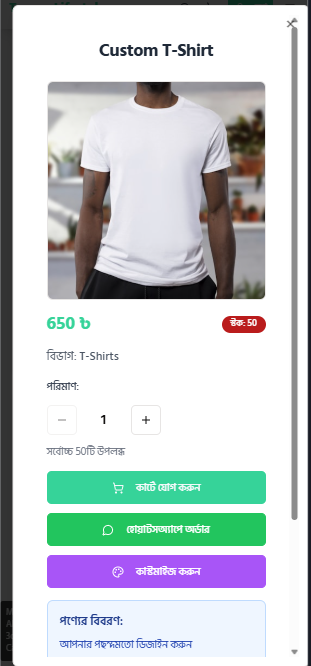 Custom T-Shirt
650 ৳
স্টক: 50
বিভাগ: T-Shirts
পরিমাণ:
1
সর্বোচ্চ 50টি উপলব্ধ
কার্টে যোগ করুন
হোয়াটসঅ্যাপে অর্ডার
কাস্টমাইজ করুন
পণ্যের বিবরণ:
আপনার পছন্দমতো ডিজাইন করুন